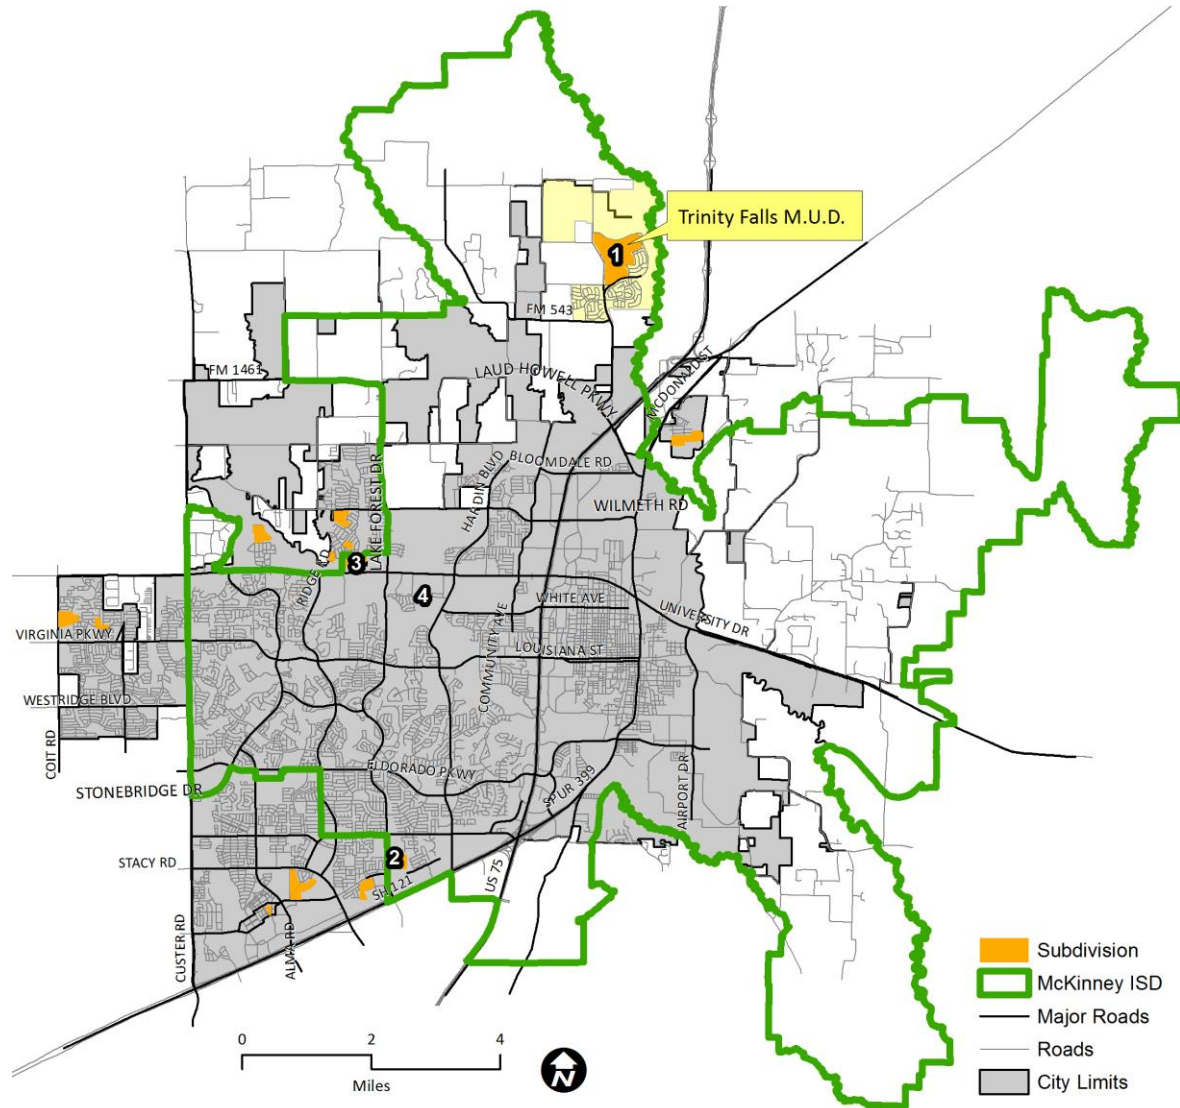 Trinity Falls M.U.D.
1
FM 543
FM 1461
LAUD HOWELL PKWY
MCDONALD ST
BLOOMDALE RD
HARDIN BLVD
LAKE FOREST DR
WILMETH RD
RIDGE RD
3
4
WHITE AVE
UNIVERSITY DR
VIRGINIA PKWY
LOUISIANA ST
COMMUNITY AVE
WESTRIDGE BLVD
COIT RD
ELDORADO PKWY
STONEBRIDGE DR
SPUR 399
AIRPORT DR
2
STACY RD
SH 121
US 75
CUSTER RD
ALMA RD
Subdivision
McKinney ISD
Major Roads
Roads
City Limits
0 2 4
Miles
N